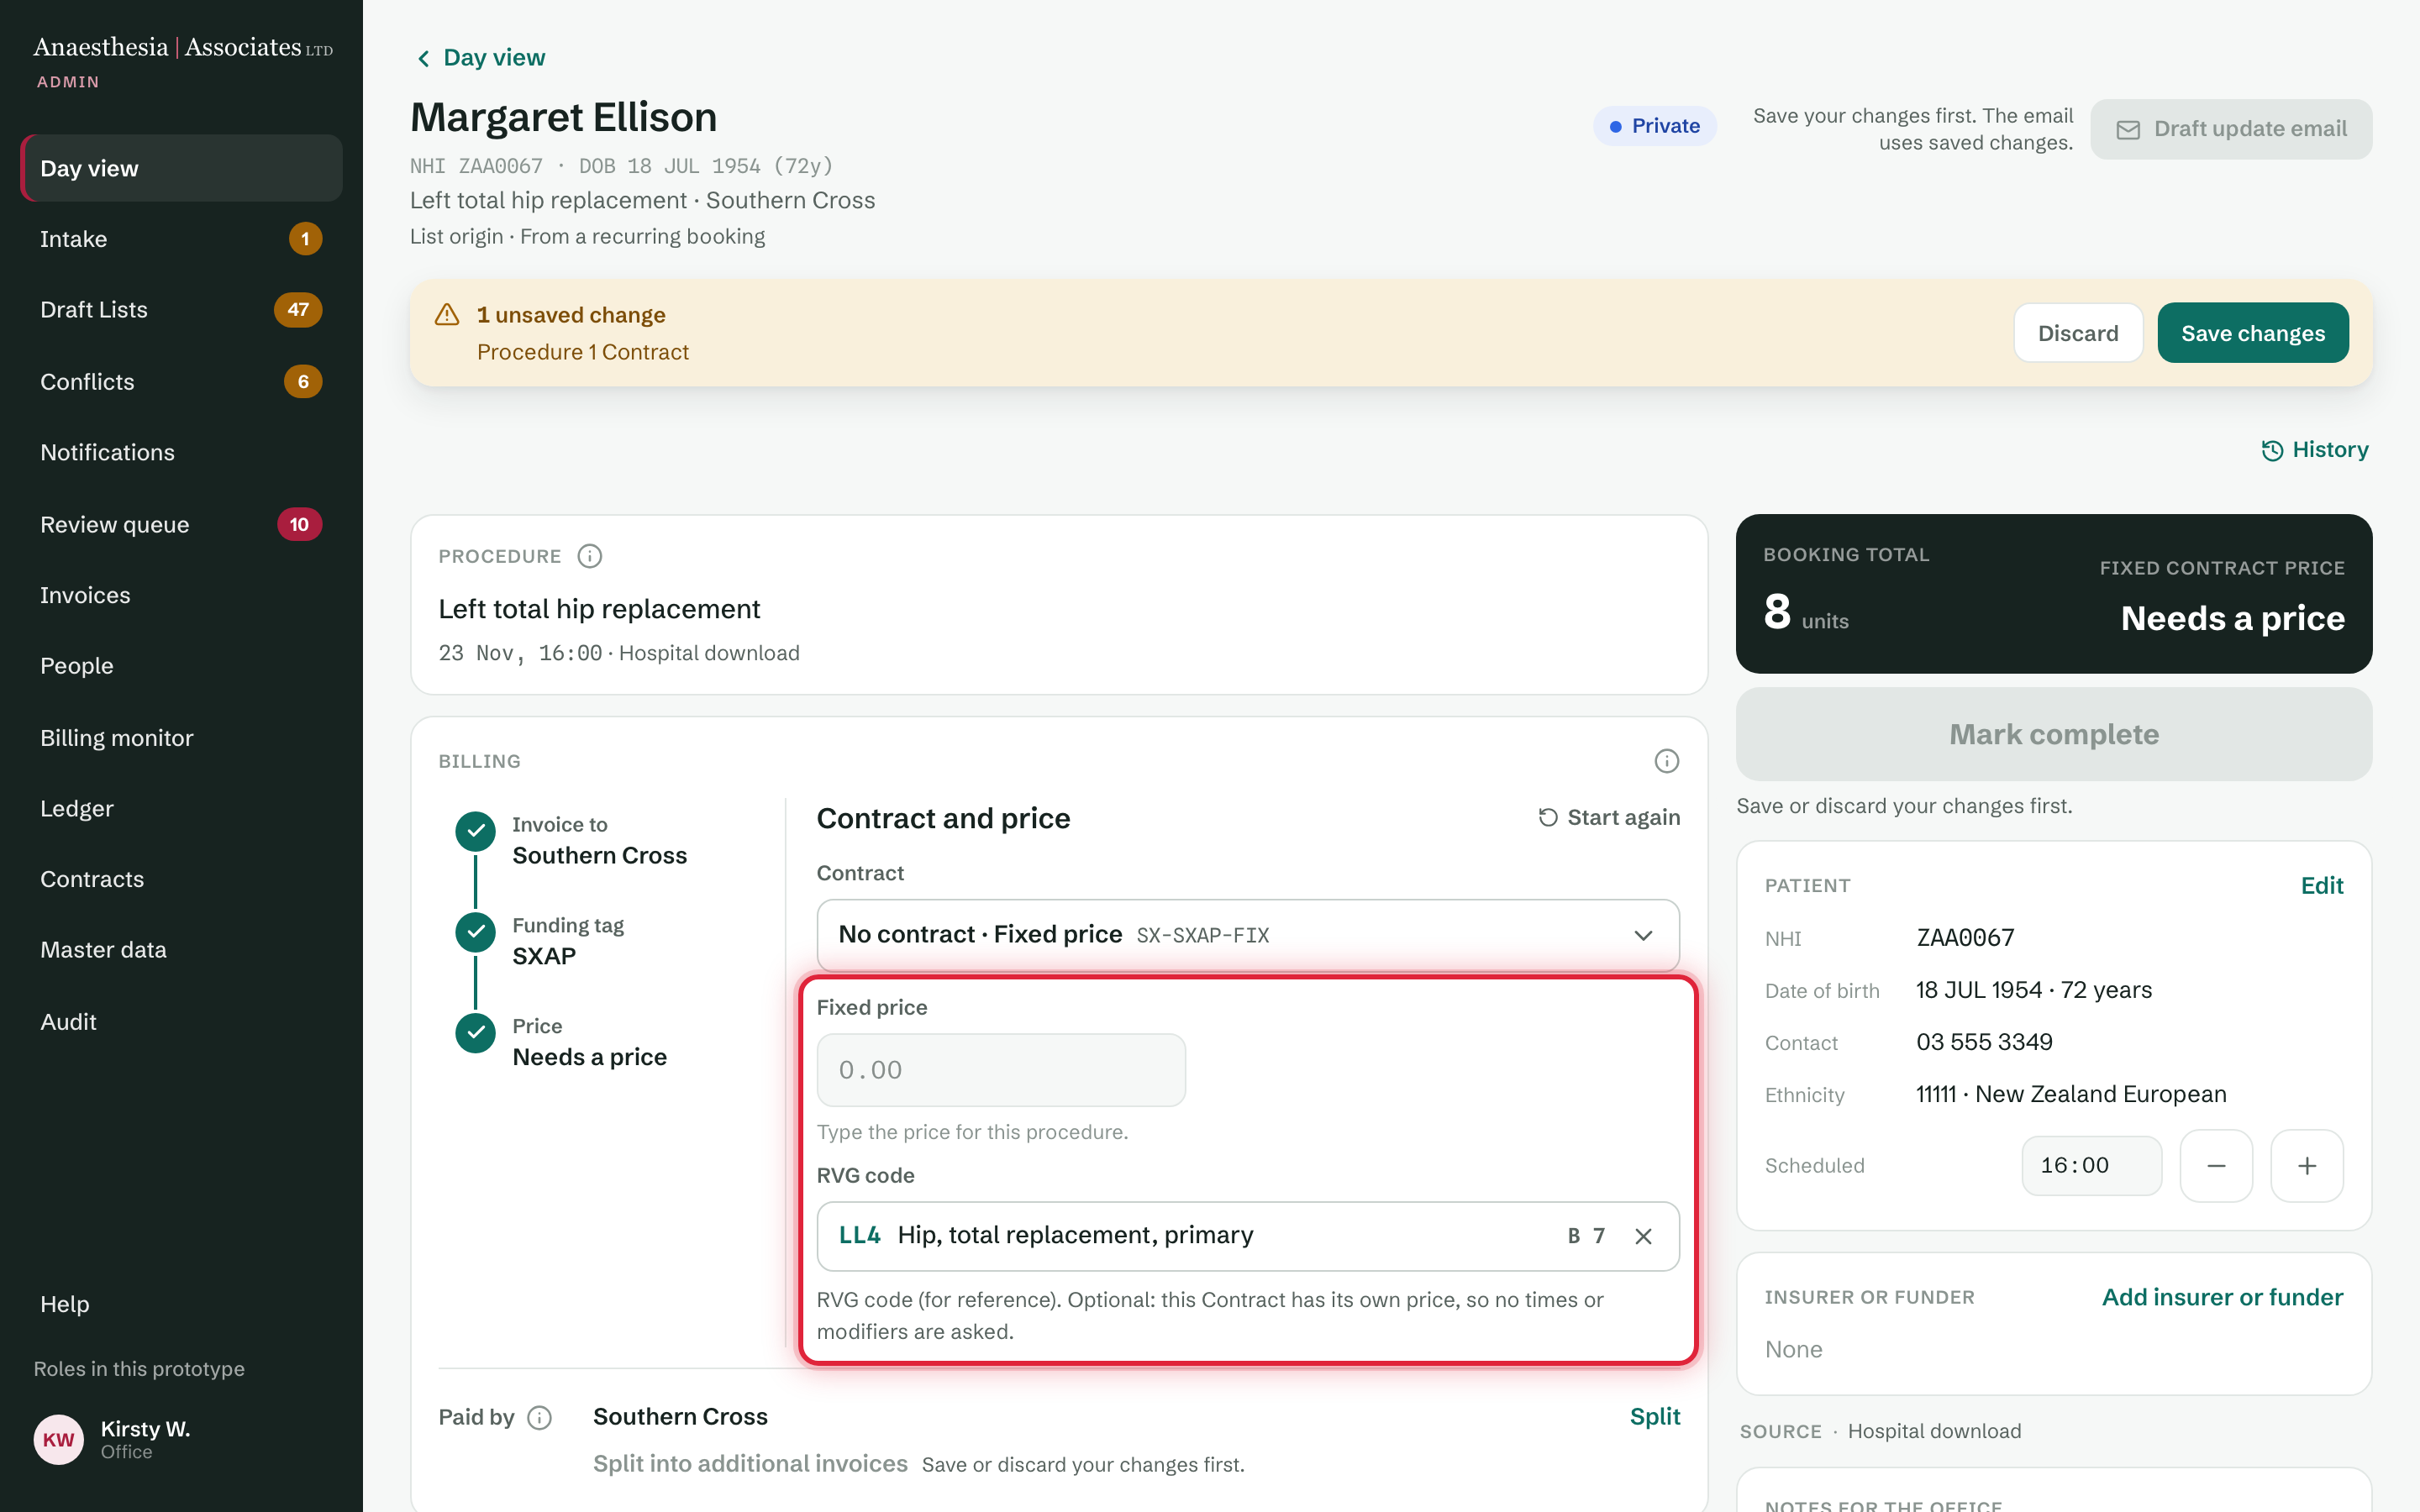 Anaesthesia | Associates LTD
ADMIN
Day view
Intake 1
Draft Lists 47
Conflicts 6
Notifications
Review queue 10
Invoices
People
Billing monitor
Ledger
Contracts
Master data
Audit
Help
Roles in this prototype
KW Kirsty W.
Office
Day view
Margaret Ellison
NHI ZAA0067 · DOB 18 JUL 1954 (72y)
Left total hip replacement · Southern Cross
List origin · From a recurring booking
Private
Save your changes first. The email
uses saved changes.
Draft update email
1 unsaved change
Procedure 1 Contract
Discard
Save changes
History
PROCEDURE
Left total hip replacement
23 Nov, 16:00 · Hospital download
BILLING
Invoice to
Southern Cross
Funding tag
SXAP
Price
Needs a price
Contract and price
Start again
Contract
No contract · Fixed price SX-SXAP-FIX
Fixed price
0.00
Type the price for this procedure.
RVG code
LL4 Hip, total replacement, primary B 7
RVG code (for reference). Optional: this Contract has its own price, so no times or
modifiers are asked.
Paid by Southern Cross Split
Split into additional invoices Save or discard your changes first.
BOOKING TOTAL
8 units
FIXED CONTRACT PRICE
Needs a price
Mark complete
Save or discard your changes first.
PATIENT Edit
NHI ZAA0067
Date of birth 18 JUL 1954 · 72 years
Contact 03 555 3349
Ethnicity 11111 · New Zealand European
Scheduled 16:00 − +
INSURER OR FUNDER Add insurer or funder
None
SOURCE · Hospital download
NOTES FOR THE OFFICE